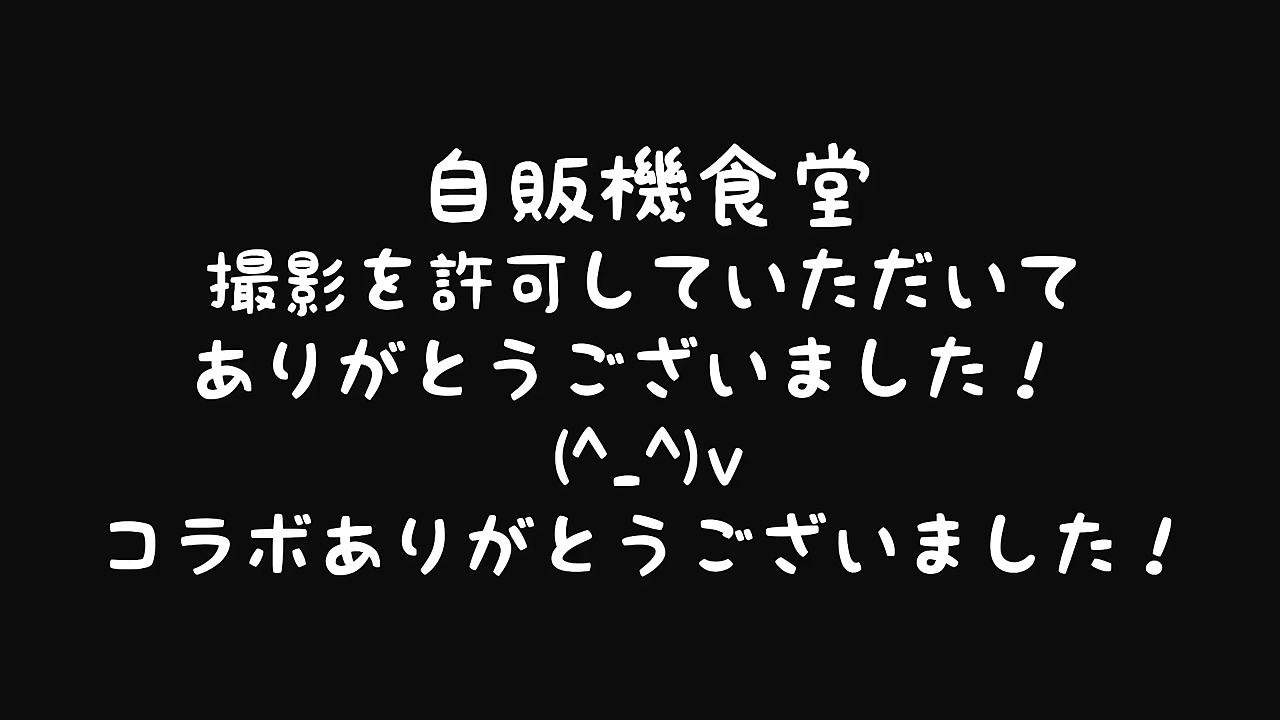 自販機食堂
撮影を許可していただいて
ありがとうございました！
(^_^)v
コラボありがとうございました！